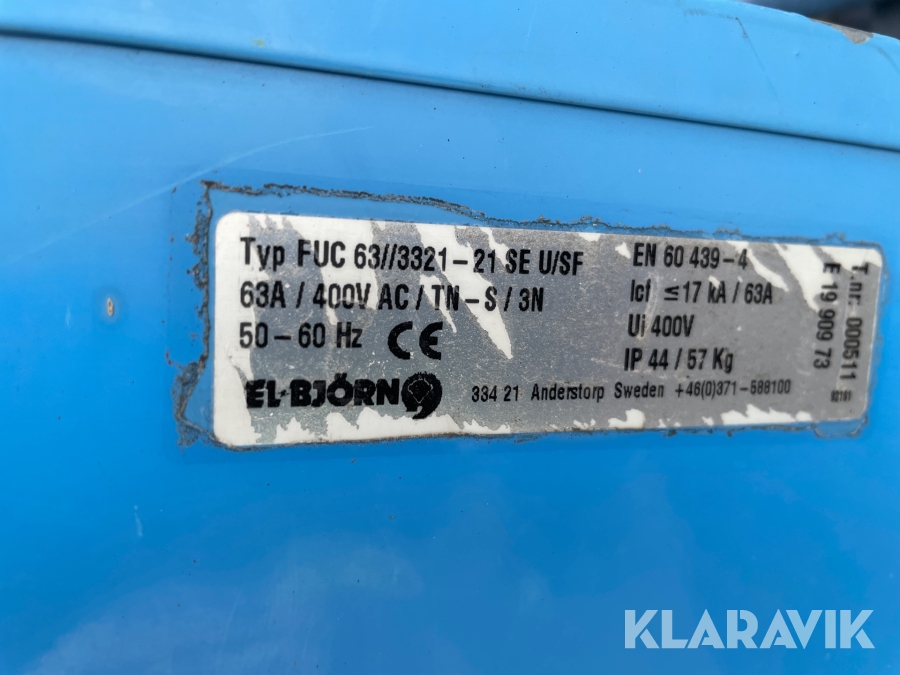 Typ FUC 63//3321-21 SE U/SF
63A / 400V AC / TN-S / 3N
50-60 Hz CE
EL-BJÖRN
EN 60 439-4
Icf ≤17 kA / 63A
Ui 400V
IP 44 / 57 Kg
334 21 Anderstorp Sweden +46(0)371-588100
T.nr. 000511
E 19 909 73
KLARAVIK